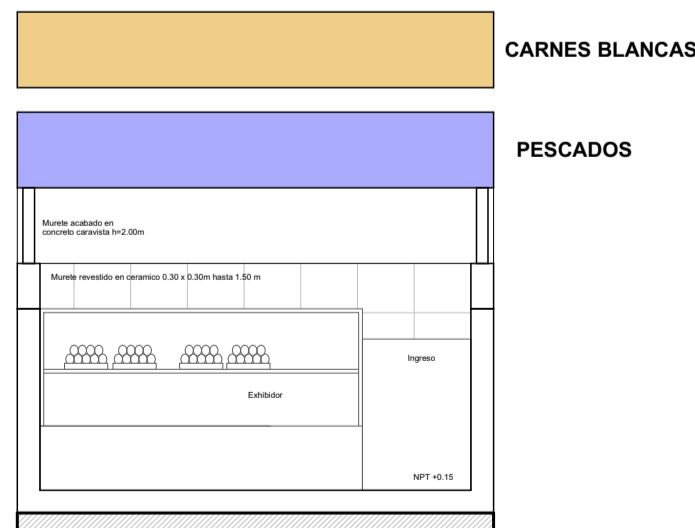 CARNES BLANCAS
PESCADOS
Murete acabado en
concreto caravista h=2.00m
Murete revestido en ceramico 0.30 x 0.30m hasta 1.50 m
Ingreso
Exhibidor
NPT +0.15